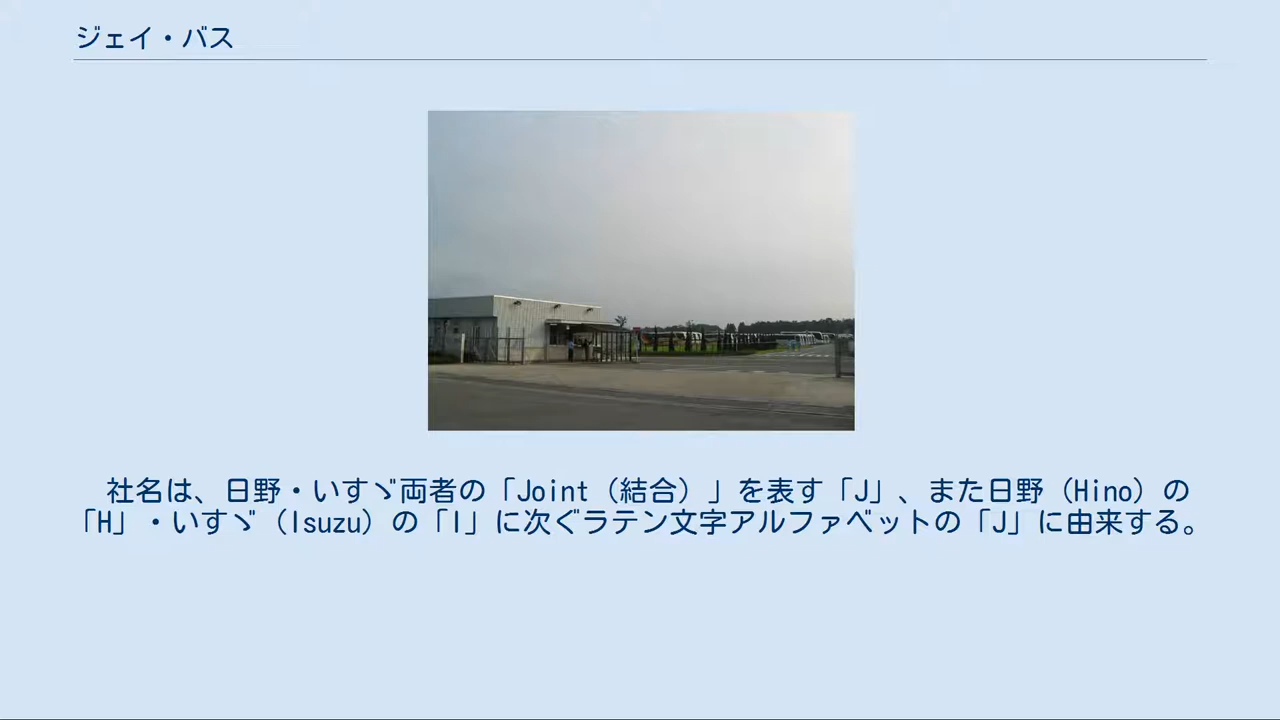 ジェイ・バス
社名は、日野・いすゞ両者の「Joint（結合）」を表す「J」、また日野（Hino）の
「H」・いすゞ（Isuzu）の「I」に次ぐラテン文字アルファベットの「J」に由来する。